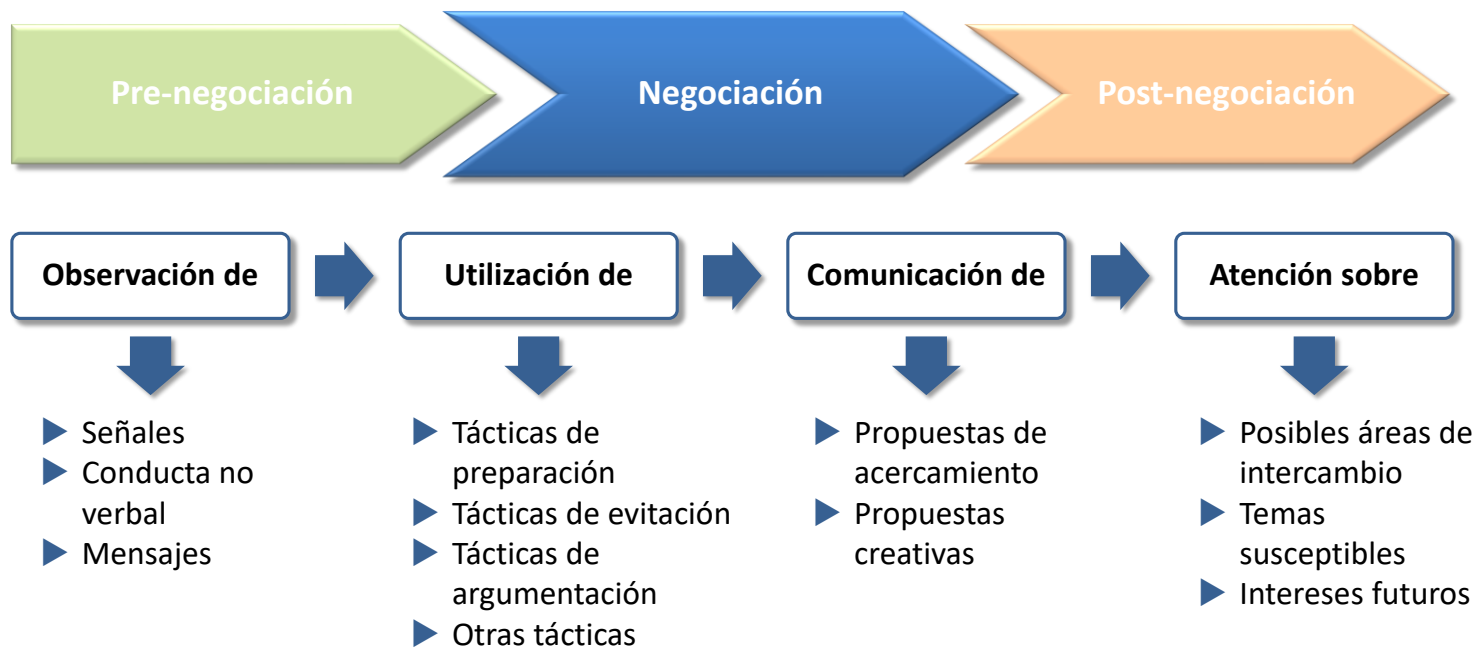 Pre-negociación
Negociación
Post-negociación
Observación de
Utilización de
Comunicación de
Atención sobre
Señales
Conducta no
verbal
Mensajes
Tácticas de
preparación
Tácticas de evitación
Tácticas de
argumentación
Otras tácticas
Propuestas de
acercamiento
Propuestas
creativas
Posibles áreas de
intercambio
Temas
susceptibles
Intereses futuros